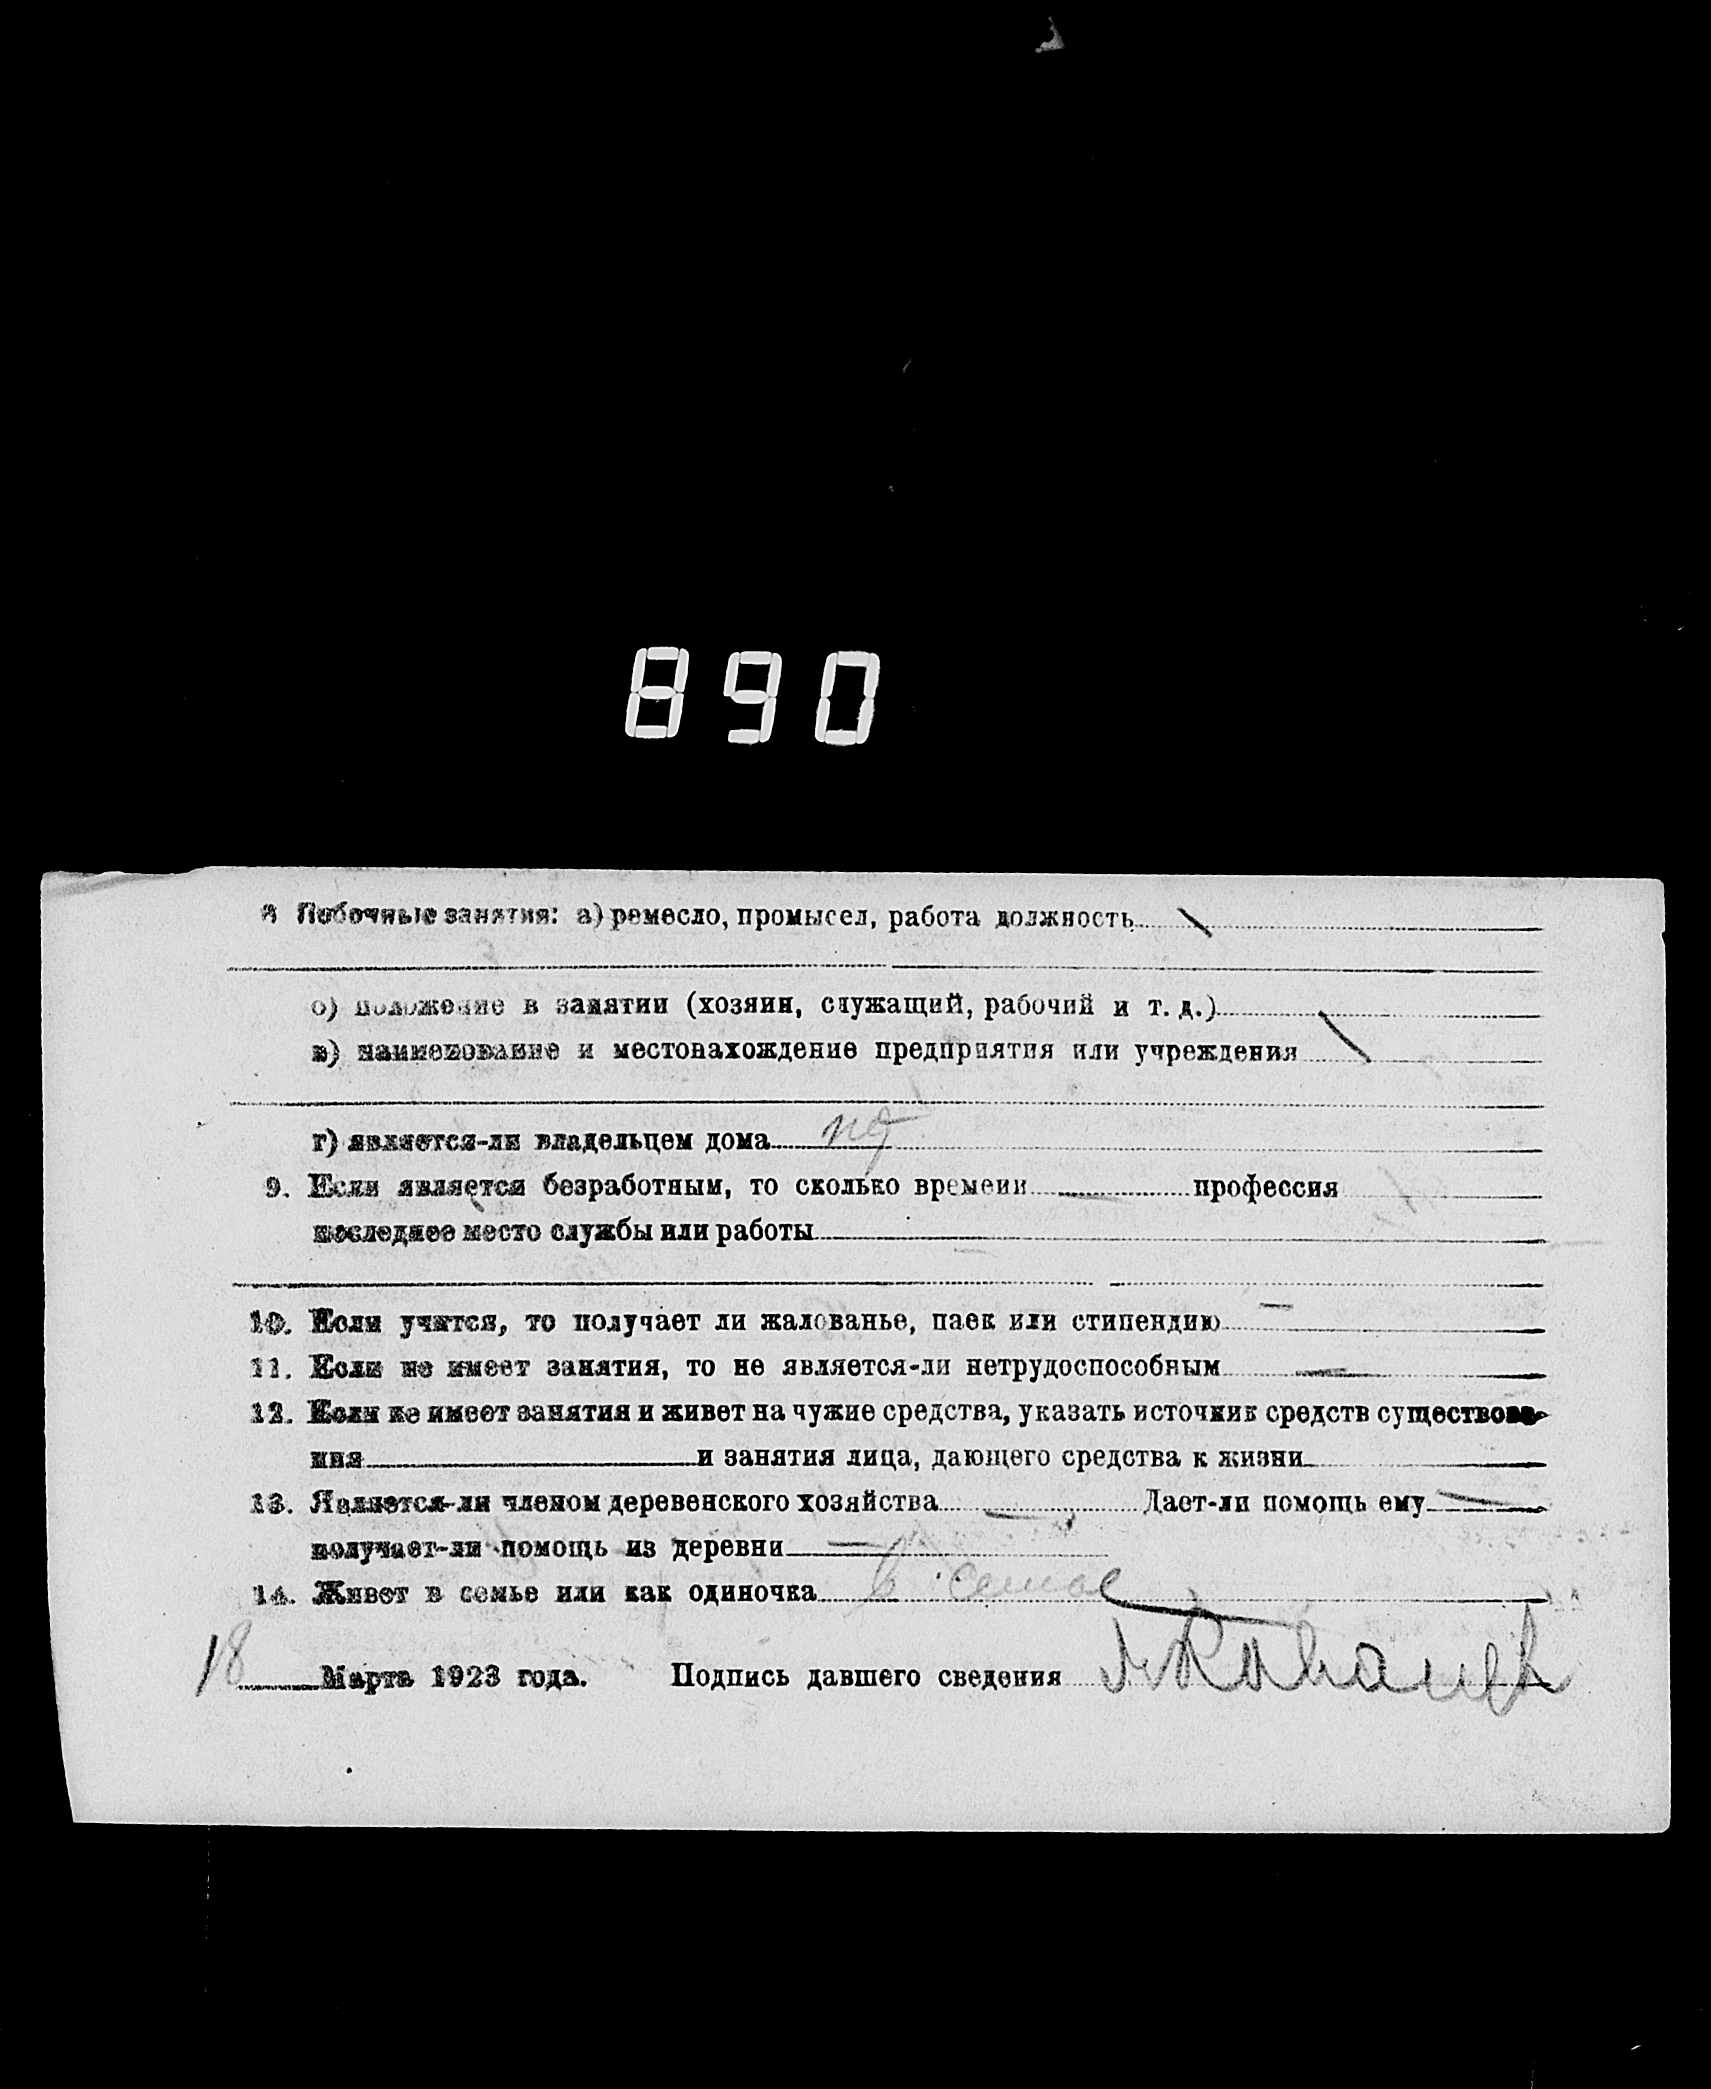 890
8 Побочные занятия: а) ремесло, промысел, работа должность
б) положение в занятии (хозяин, служащий, рабочий и т. д.)
в) наименование и местонахождение предприятия или учреждения
г) является-ли владельцем дома нет
9. Если является безработным, то сколько времени профессия
последнее место службы или работы
10. Если учится, то получает ли жалованье, паек или стипендию —
11. Если не имеет занятия, то не является-ли нетрудоспособным —
12. Если не имеет занятия и живет на чужие средства, указать источник средств существова-
ния и занятия лица, дающего средства к жизни
13. Является-ли членом деревенского хозяйства — Дает-ли помощь ему —
получает-ли помощь из деревни —
14. Живет в семье или как одиночка в семье
18 Марта 1923 года. Подпись давшего сведения